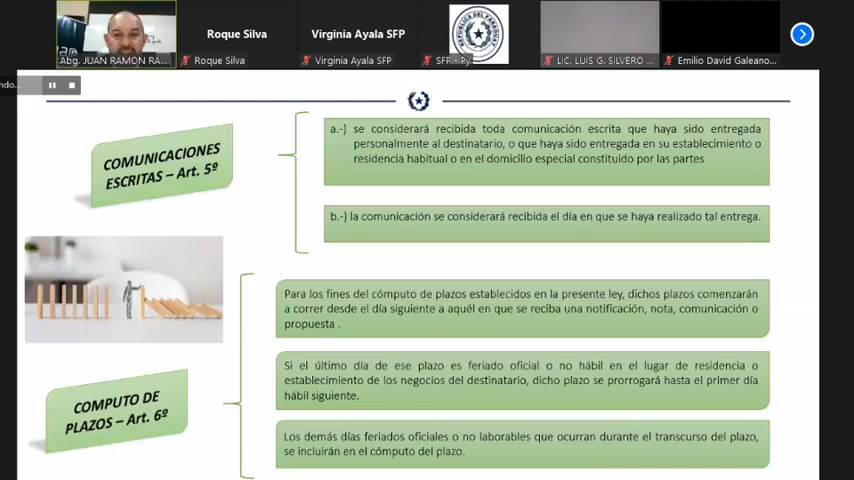 Roque Silva
Virginia Ayala SFP
Abg. JUAN RAMON RA...
Roque Silva
Virginia Ayala SFP
SFP - Py
LIC. LUIS G. SILVERO ...
Emilio David Galeano...
ndo...
COMUNICACIONES
ESCRITAS – Art. 5º
a.-) se considerará recibida toda comunicación escrita que haya sido entregada
personalmente al destinatario, o que haya sido entregada en su establecimiento o
residencia habitual o en el domicilio especial constituido por las partes
b.-) la comunicación se considerará recibida el día en que se haya realizado tal entrega.
Para los fines del cómputo de plazos establecidos en la presente ley, dichos plazos comenzarán
a correr desde el día siguiente a aquél en que se reciba una notificación, nota, comunicación o
propuesta .
Si el último día de ese plazo es feriado oficial o no hábil en el lugar de residencia o
establecimiento de los negocios del destinatario, dicho plazo se prorrogará hasta el primer día
hábil siguiente.
COMPUTO DE
PLAZOS – Art. 6º
Los demás días feriados oficiales o no laborables que ocurran durante el transcurso del plazo,
se incluirán en el cómputo del plazo.